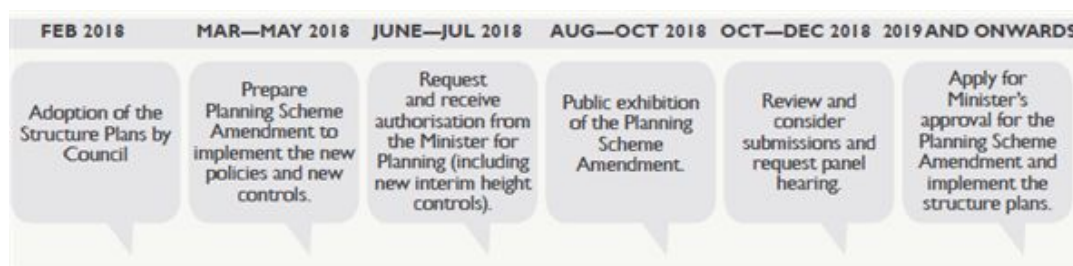 FEB 2018
MAR—MAY 2018
JUNE—JUL 2018
AUG—OCT 2018
OCT—DEC 2018
2019 AND ONWARDS
Adoption of the
Structure Plans by
Council
Prepare
Planning Scheme
Amendment to
implement the new
policies and new
controls.
Request
and receive
authorisation from
the Minister for
Planning (including
new interim height
controls).
Public exhibition
of the Planning
Scheme
Amendment.
Review and
consider
submissions and
request panel
hearing.
Apply for
Minister's
approval for the
Planning Scheme
Amendment and
implement the
structure plans.